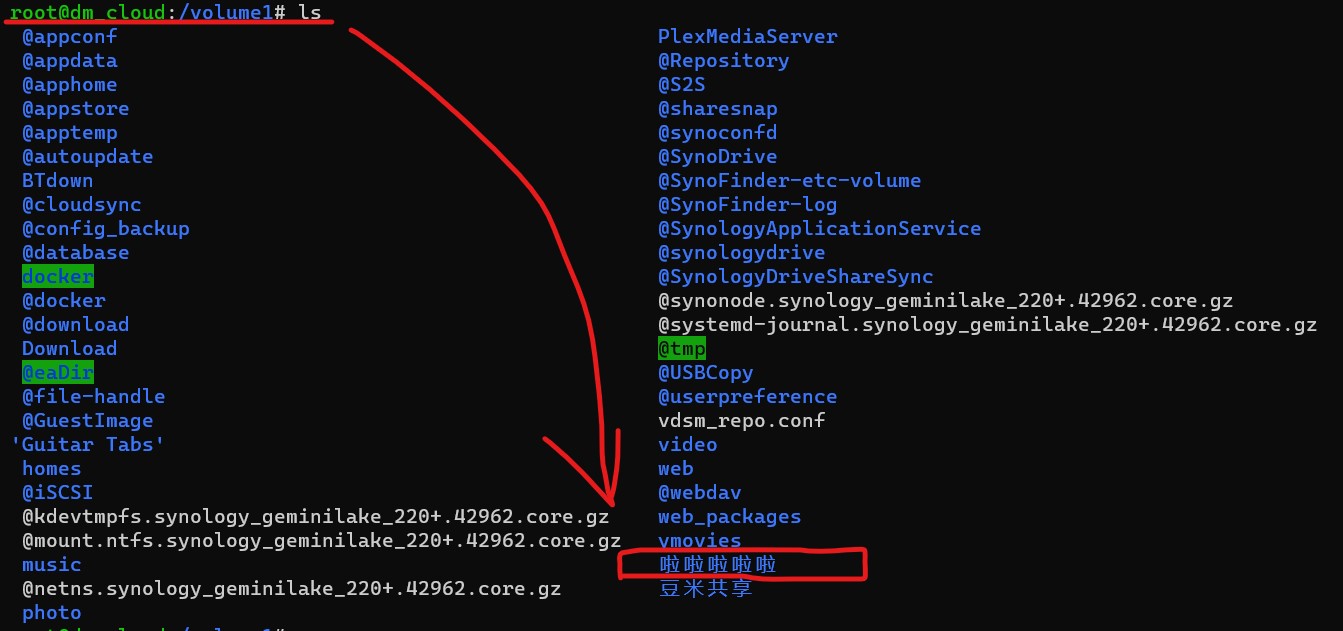 root@dm_cloud:/volume1# ls
@appconf
@appdata
@apphome
@appstore
@apptemp
@autoupdate
BTdown
@cloudsync
@config_backup
@database
docker
@docker
@download
Download
@eaDir
@file-handle
@GuestImage
'Guitar Tabs'
homes
@iSCSI
@kdevtmpfs.synology_geminilake_220+.42962.core.gz
@mount.ntfs.synology_geminilake_220+.42962.core.gz
music
@netns.synology_geminilake_220+.42962.core.gz
photo
PlexMediaServer
@Repository
@S2S
@sharesnap
@synoconfd
@SynoDrive
@SynoFinder-etc-volume
@SynoFinder-log
@SynologyApplicationService
@synologydrive
@SynologyDriveShareSync
@synonode.synology_geminilake_220+.42962.core.gz
@systemd-journal.synology_geminilake_220+.42962.core.gz
@tmp
@USBCopy
@userpreference
vdsm_repo.conf
video
web
@webdav
web_packages
vmovies
啦啦啦啦啦
豆米共享